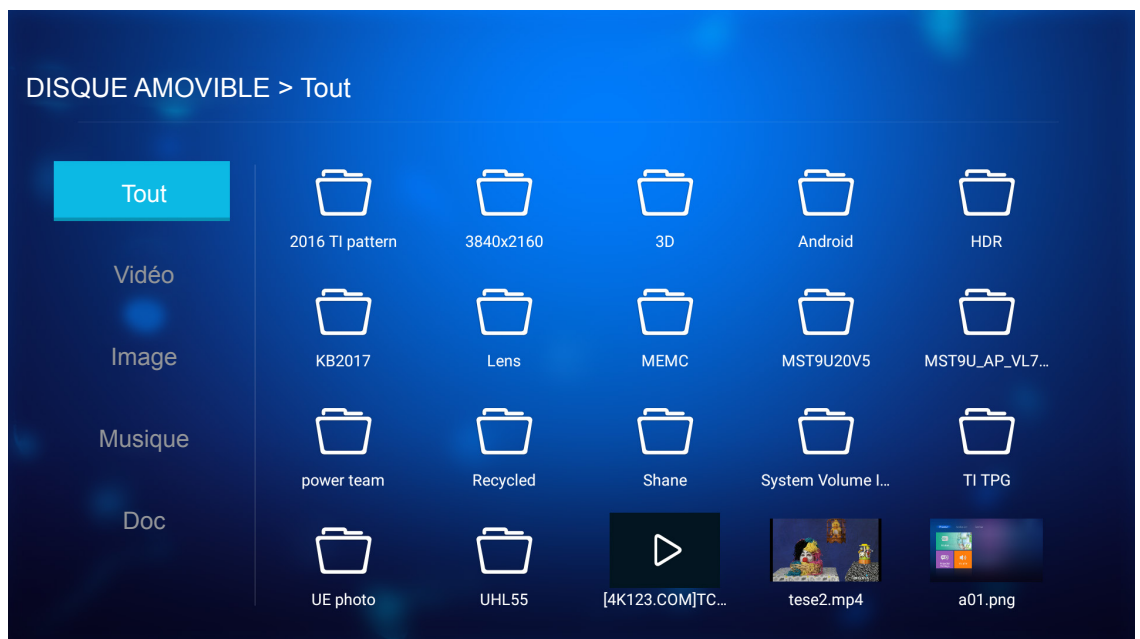 DISQUE AMOVIBLE > Tout
Tout
Vidéo
Image
Musique
Doc
2016 TI pattern
3840x2160
3D
Android
HDR
KB2017
Lens
MEMC
MST9U20V5
MST9U_AP_VL7...
power team
Recycled
Shane
System Volume I...
TI TPG
UE photo
UHL55
[4K123.COM]TC...
tese2.mp4
a01.png